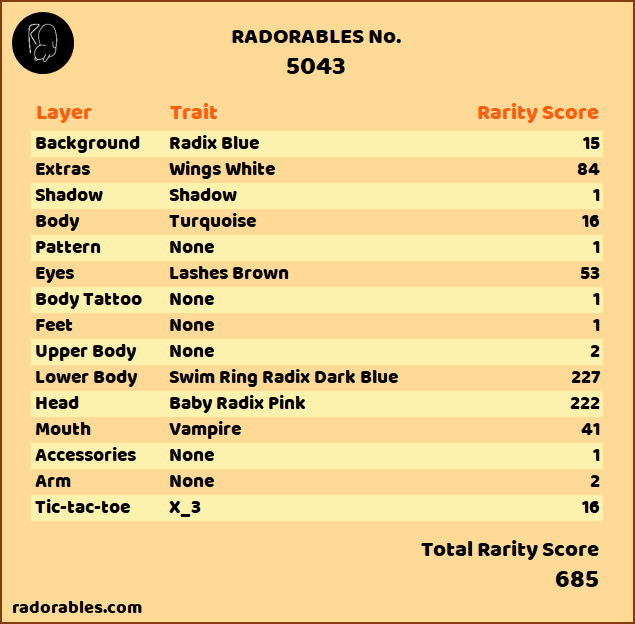 RADORABLES No.
5043
Layer Trait Rarity Score
Background Radix Blue 15
Extras Wings White 84
Shadow Shadow 1
Body Turquoise 16
Pattern None 1
Eyes Lashes Brown 53
Body Tattoo None 1
Feet None 1
Upper Body None 2
Lower Body Swim Ring Radix Dark Blue 227
Head Baby Radix Pink 222
Mouth Vampire 41
Accessories None 1
Arm None 2
Tic-tac-toe X_3 16
Total Rarity Score
685
radorables.com